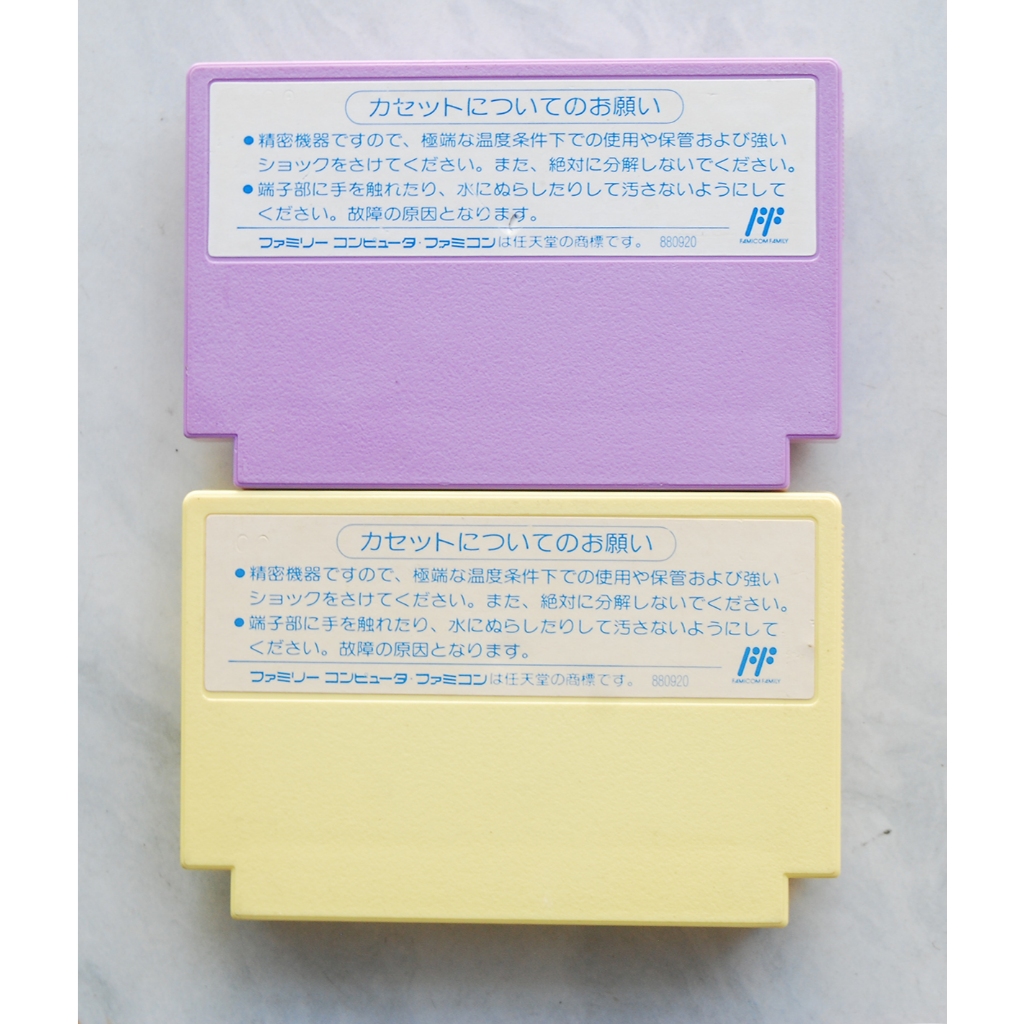 カセットについてのお願い
●精密機器ですので、極端な温度条件下での使用や保管および強い
ショックをさけてください。また、絶対に分解しないでください。
●端子部に手を触れたり、水にぬらしたりして汚さないようにして
ください。故障の原因となります。
FF
FAMICOM FAMILY
ファミリー コンピュータ・ファミコンは任天堂の商標です。 880920
カセットについてのお願い
●精密機器ですので、極端な温度条件下での使用や保管および強い
ショックをさけてください。また、絶対に分解しないでください。
●端子部に手を触れたり、水にぬらしたりして汚さないようにして
ください。故障の原因となります。
FF
FAMICOM FAMILY
ファミリー コンピュータ・ファミコンは任天堂の商標です。 880920